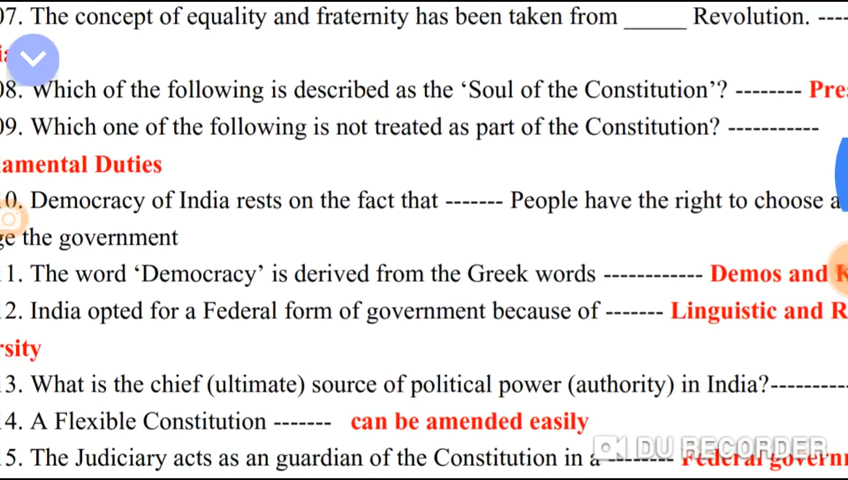 07. The concept of equality and fraternity has been taken from _____ Revolution. ----
08. Which of the following is described as the ‘Soul of the Constitution’? -------- Pre
09. Which one of the following is not treated as part of the Constitution? -----------
amental Duties
0. Democracy of India rests on the fact that ------- People have the right to choose a
ge the government
1. The word ‘Democracy’ is derived from the Greek words ------------ Demos and K
2. India opted for a Federal form of government because of ------- Linguistic and R
rsity
3. What is the chief (ultimate) source of political power (authority) in India?---------
4. A Flexible Constitution ------- can be amended easily
5. The Judiciary acts as an guardian of the Constitution in a -------- Federal governm
DU RECORDER